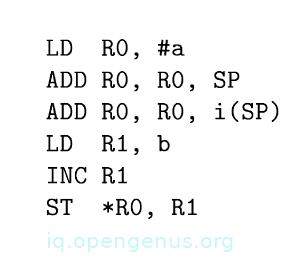 LD R0, #a
ADD R0, R0, SP
ADD R0, R0, i(SP)
LD R1, b
INC R1
ST *R0, R1
iq.opengenus.org